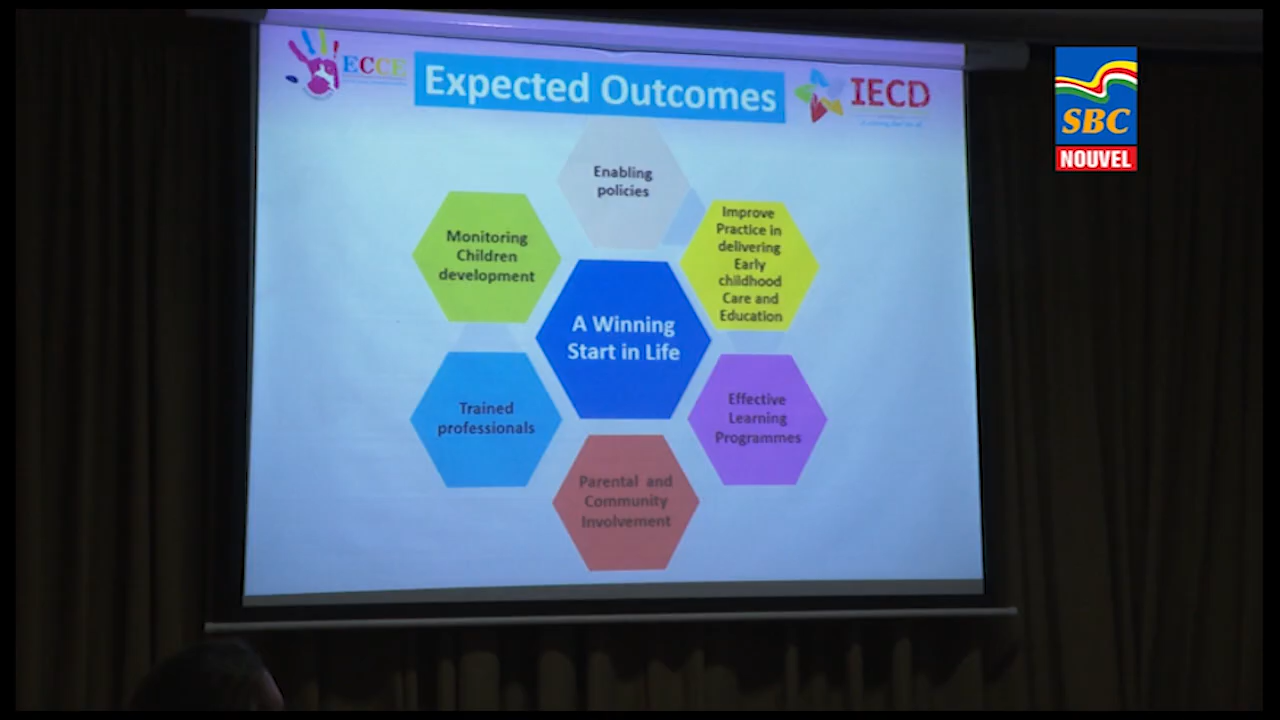 ECCE
Expected Outcomes
IECD
SBC
NOUVEL
Enabling
policies
Improve
Practice in
delivering
Early
childhood
Care and
Education
Monitoring
Children
development
A Winning
Start in Life
Effective
Learning
Programmes
Trained
professionals
Parental and
Community
Involvement